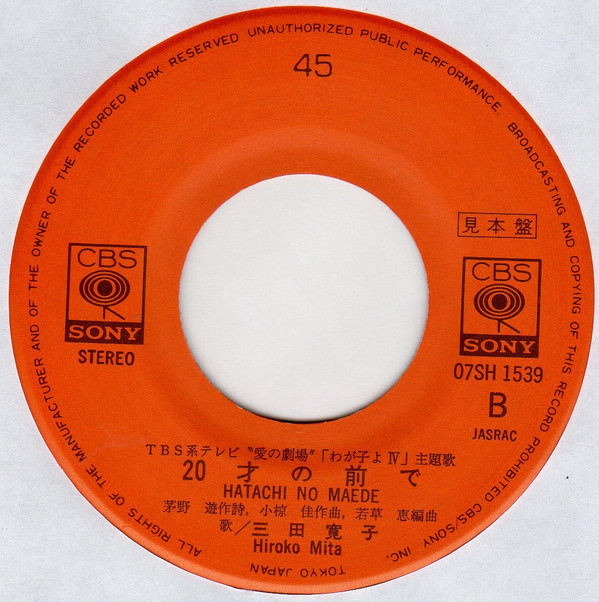 45
見本盤
CBS
SONY
STEREO
CBS
SONY
07SH 1539
B
JASRAC
TBS系テレビ〝愛の劇場〟「わが子よⅣ」主題歌
20才の前で
HATACHI NO MAEDE
茅野 遊作詩, 小椋 佳作曲, 若草 恵編曲
歌/三田寛子
Hiroko Mita
ALL RIGHTS OF THE MANUFACTURER AND OF THE OWNER OF THE RECORDED WORK RESERVED UNAUTHORIZED PUBLIC PERFORMANCE. BROADCASTING AND COPYING OF THIS RECORD PROHIBITED CBS/SONY INC. TOKYO JAPAN